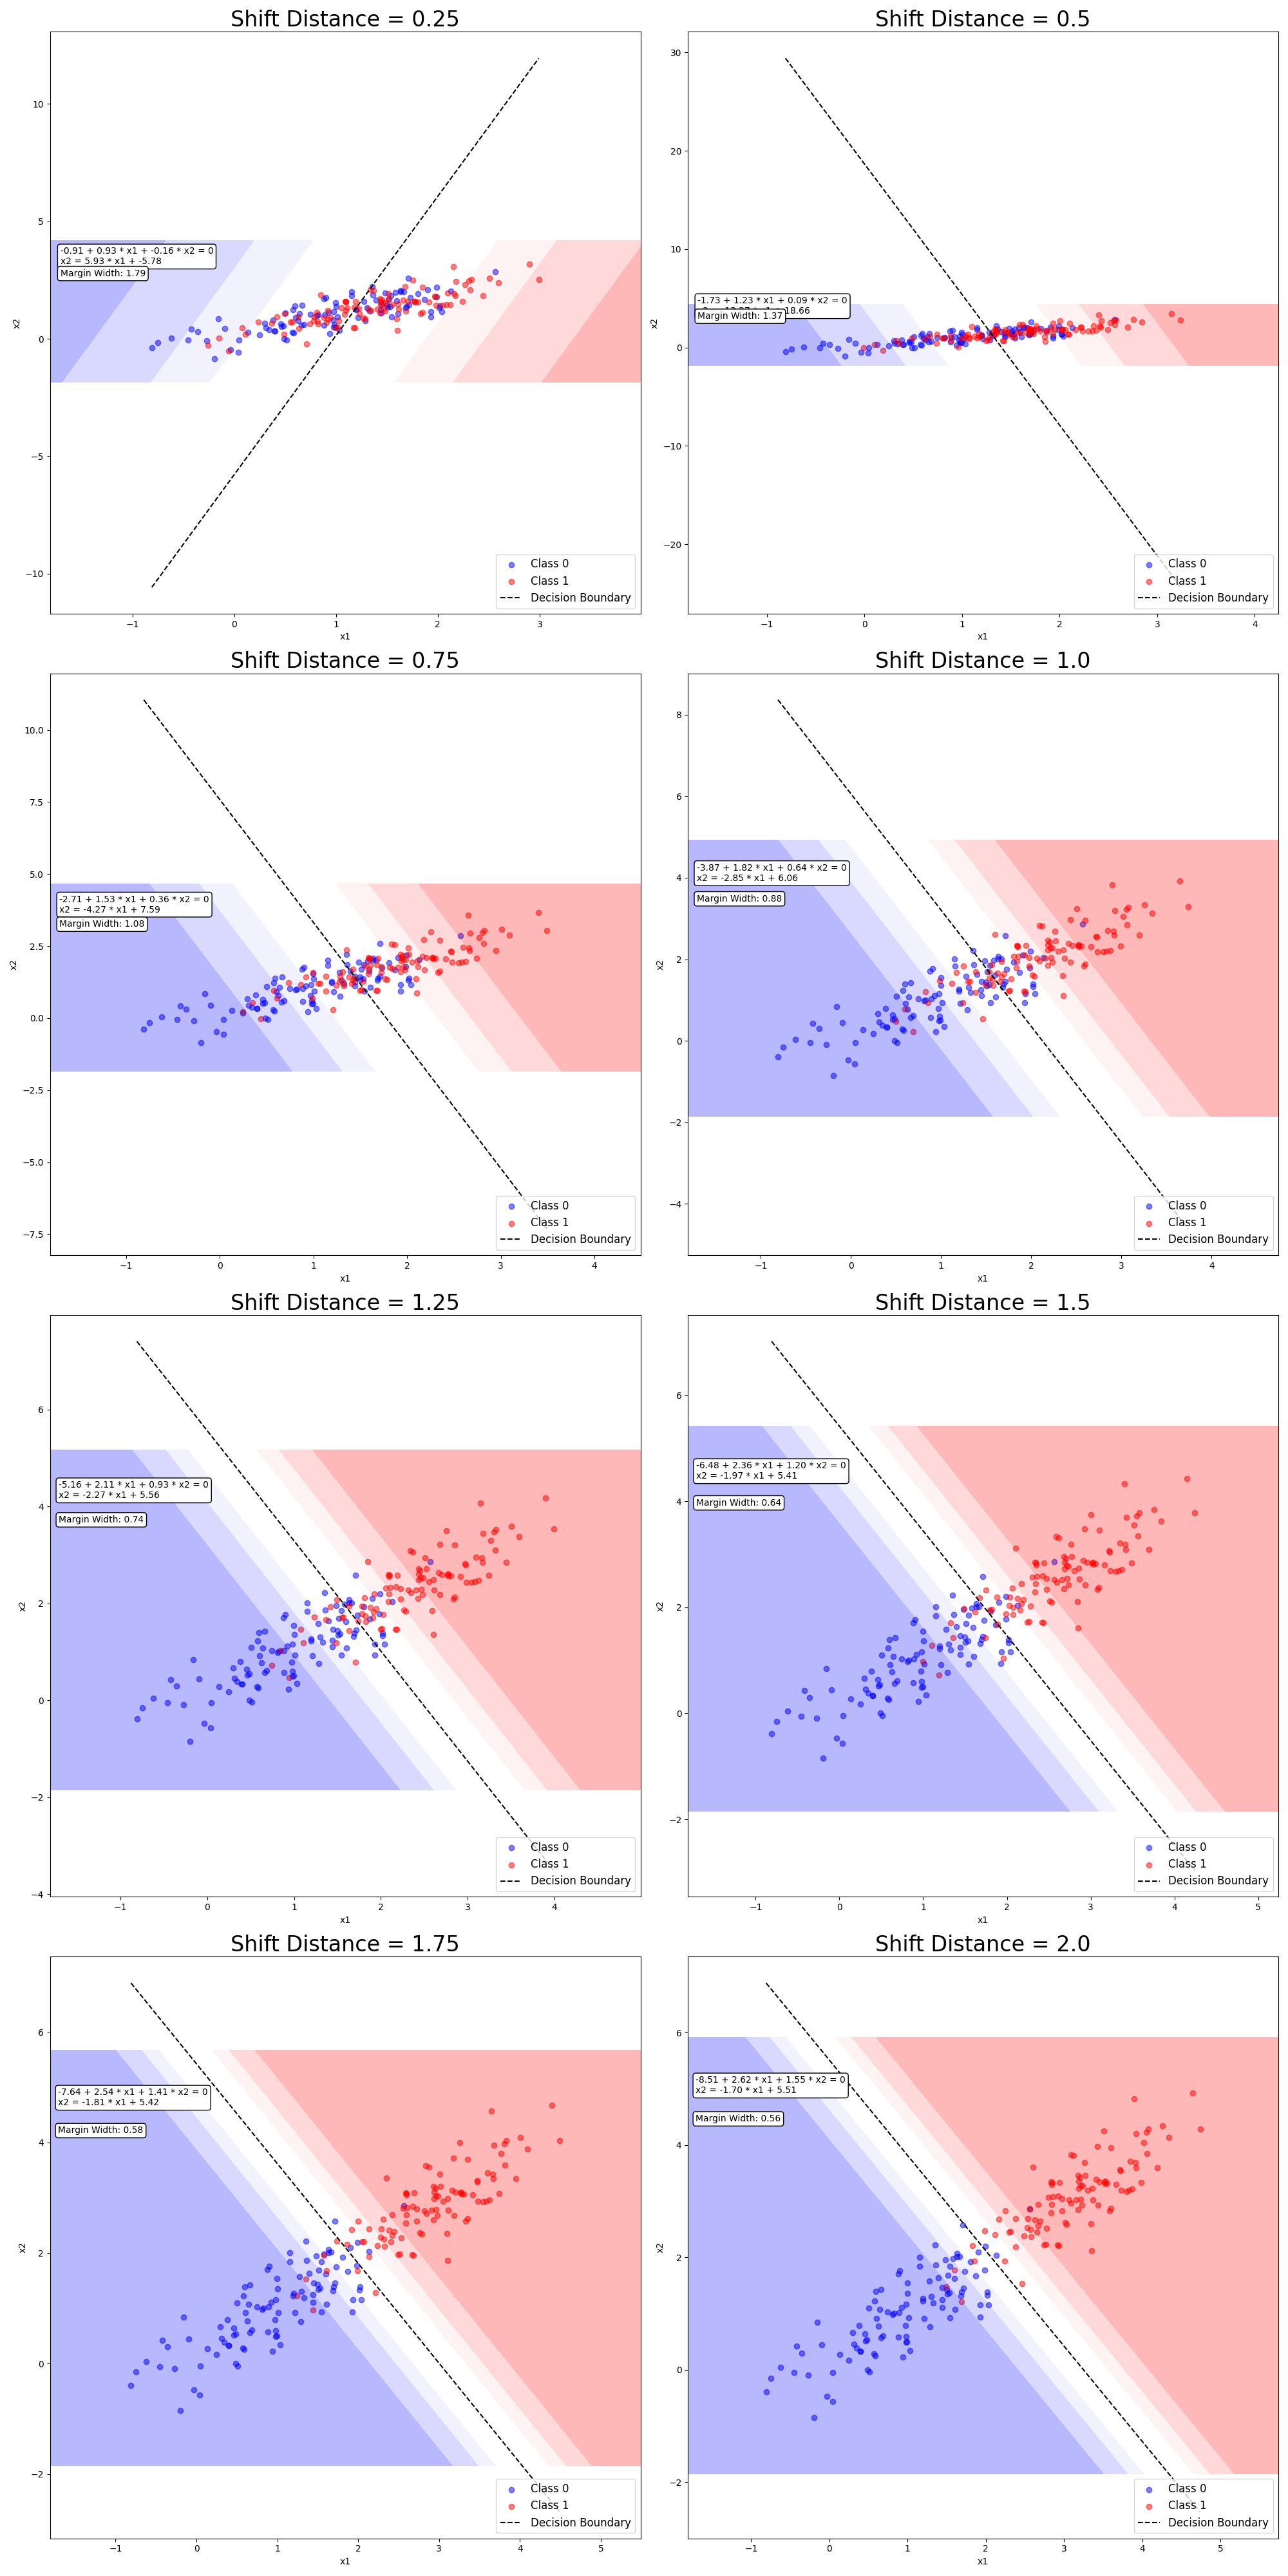 Shift Distance = 0.25
10
5
0
−5
−10
x2
-0.91 + 0.93 * x1 + -0.16 * x2 = 0
x2 = 5.93 * x1 + -5.78
Margin Width: 1.79
Class 0
Class 1
Decision Boundary
−1
0
1
2
3
x1
Shift Distance = 0.5
30
20
10
0
−10
−20
x2
-1.73 + 1.23 * x1 + 0.09 * x2 = 0
18.66
Margin Width: 1.37
Class 0
Class 1
Decision Boundary
−1
0
1
2
3
4
x1
Shift Distance = 0.75
10.0
7.5
5.0
2.5
0.0
−2.5
−5.0
−7.5
x2
-2.71 + 1.53 * x1 + 0.36 * x2 = 0
x2 = -4.27 * x1 + 7.59
Margin Width: 1.08
Class 0
Class 1
Decision Boundary
−1
0
1
2
3
4
x1
Shift Distance = 1.0
8
6
4
2
0
−2
−4
x2
-3.87 + 1.82 * x1 + 0.64 * x2 = 0
x2 = -2.85 * x1 + 6.06
Margin Width: 0.88
Class 0
Class 1
Decision Boundary
−1
0
1
2
3
4
x1
Shift Distance = 1.25
6
4
2
0
−2
−4
x2
-5.16 + 2.11 * x1 + 0.93 * x2 = 0
x2 = -2.27 * x1 + 5.56
Margin Width: 0.74
Class 0
Class 1
Decision Boundary
−1
0
1
2
3
4
x1
Shift Distance = 1.5
6
4
2
0
−2
x2
-6.48 + 2.36 * x1 + 1.20 * x2 = 0
x2 = -1.97 * x1 + 5.41
Margin Width: 0.64
Class 0
Class 1
Decision Boundary
−1
0
1
2
3
4
5
x1
Shift Distance = 1.75
6
4
2
0
−2
x2
-7.64 + 2.54 * x1 + 1.41 * x2 = 0
x2 = -1.81 * x1 + 5.42
Margin Width: 0.58
Class 0
Class 1
Decision Boundary
−1
0
1
2
3
4
5
x1
Shift Distance = 2.0
6
4
2
0
−2
x2
-8.51 + 2.62 * x1 + 1.55 * x2 = 0
x2 = -1.70 * x1 + 5.51
Margin Width: 0.56
Class 0
Class 1
Decision Boundary
−1
0
1
2
3
4
5
x1